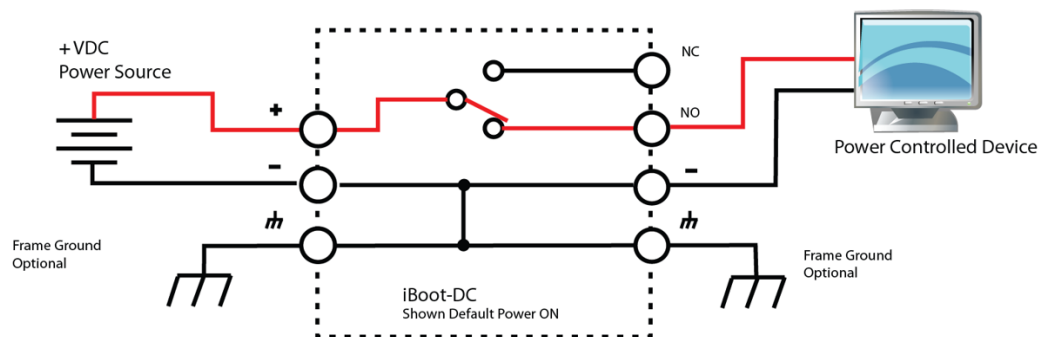 + VDC
Power Source
NC
+
NO
Power Controlled Device
-
-
Frame Ground
Optional
Frame Ground
Optional
iBoot-DC
Shown Default Power ON